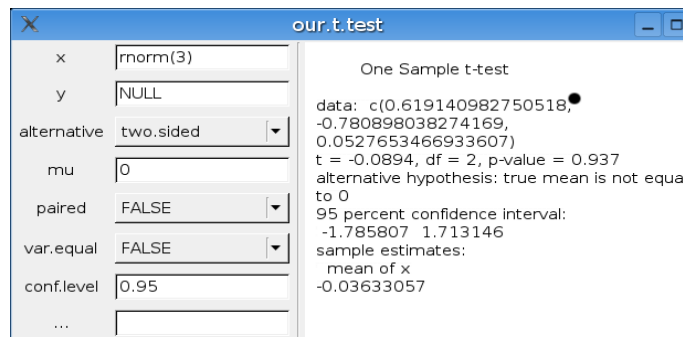 our.t.test
x rnorm(3)
y NULL
alternative two.sided
mu 0
paired FALSE
var.equal FALSE
conf.level 0.95
...
One Sample t-test
data: c(0.619140982750518,
-0.780898038274169,
0.0527653466933607)
t = -0.0894, df = 2, p-value = 0.937
alternative hypothesis: true mean is not equa
to 0
95 percent confidence interval:
-1.785807 1.713146
sample estimates:
mean of x
-0.03633057